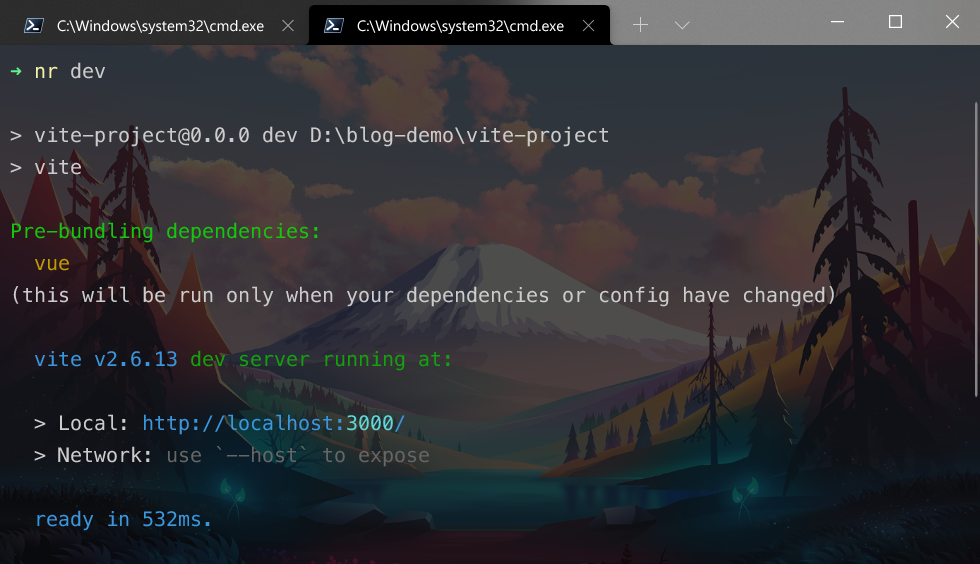 C:\Windows\system32\cmd.exe
C:\Windows\system32\cmd.exe
➜ nr dev
> vite-project@0.0.0 dev D:\blog-demo\vite-project
> vite
Pre-bundling dependencies:
vue
(this will be run only when your dependencies or config have changed)
vite v2.6.13 dev server running at:
> Local: http://localhost:3000/
> Network: use `--host` to expose
ready in 532ms.